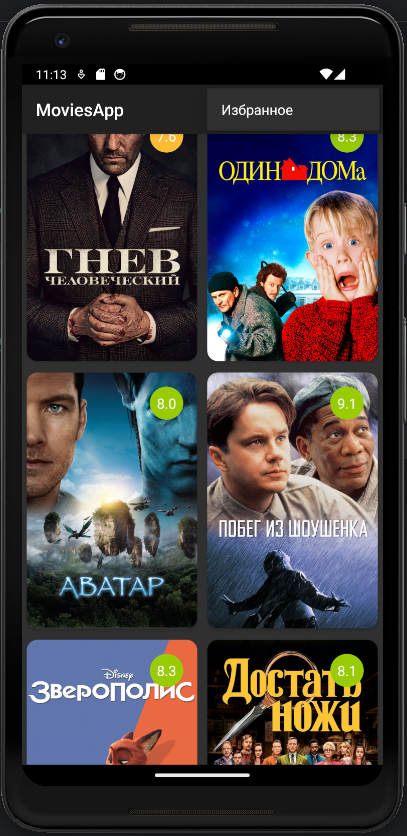 11:13
MoviesApp
Избранное
7.6
8.3
ОДИН ДОМа
ГНЕВ
ЧЕЛОВЕЧЕСКИЙ
8.0
9.1
ПОБЕГ ИЗ ШОУШЕНКА
АВАТАР
8.3
8.1
Disney
ЗВЕРОПОЛИС
Достать
ножи